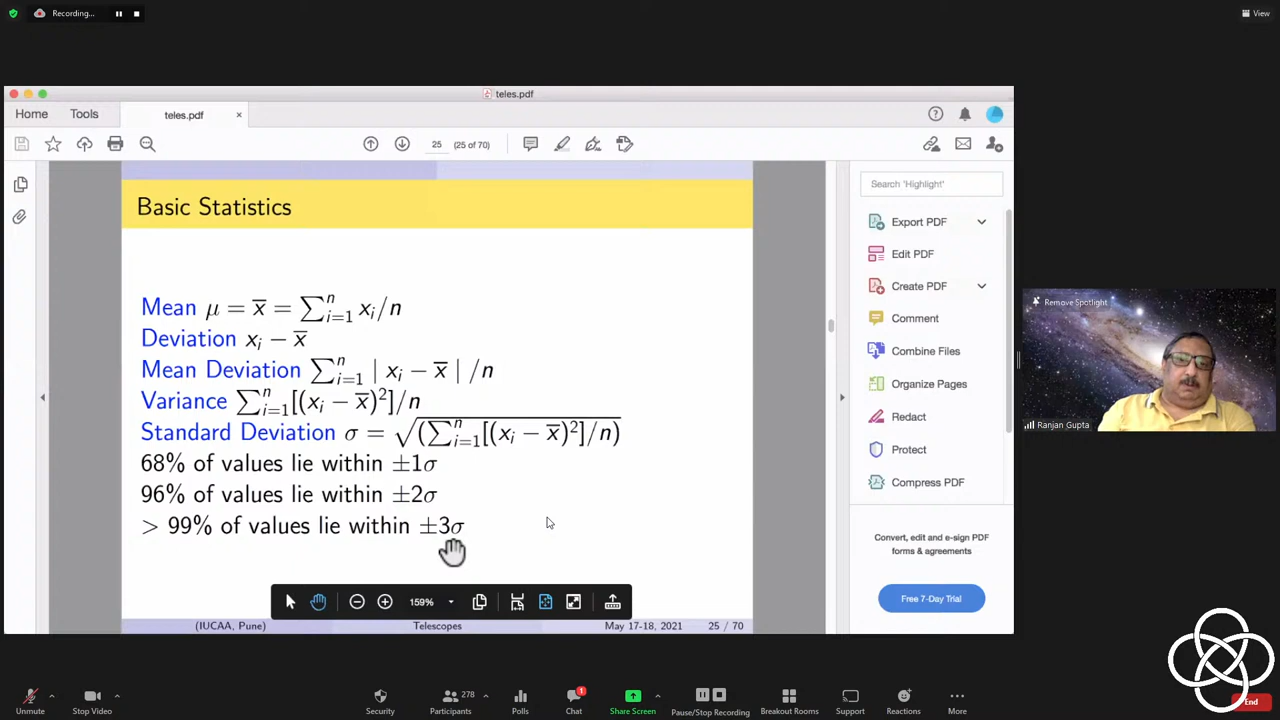 Recording...
View
teles.pdf
Home
Tools
teles.pdf
×
25
(25 of 70)
Basic Statistics
Mean μ = x̅ = ∑ⁿᵢ₌₁ xᵢ/n
Deviation xᵢ − x̅
Mean Deviation ∑ⁿᵢ₌₁ | xᵢ − x̅ | /n
Variance ∑ⁿᵢ₌₁[(xᵢ − x̅)²]/n
Standard Deviation σ = √(∑ⁿᵢ₌₁[(xᵢ − x̅)²]/n)
68% of values lie within ±1σ
96% of values lie within ±2σ
> 99% of values lie within ±3σ
159%
(IUCAA, Pune)
Telescopes
May 17-18, 2021
25 / 70
Search 'Highlight'
Export PDF
Edit PDF
Create PDF
Comment
Combine Files
Organize Pages
Redact
Protect
Compress PDF
Convert, edit and e-sign PDF
forms & agreements
Free 7-Day Trial
Remove Spotlight
Ranjan Gupta
Unmute
Stop Video
Security
278
Participants
Polls
1
Chat
Share Screen
Pause/Stop Recording
Breakout Rooms
Support
Reactions
More
End